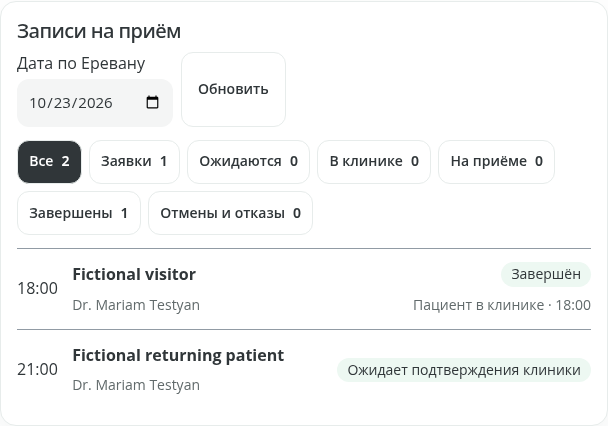 Записи на приём
Дата по Еревану
10/23/2026
Обновить
Все 2
Заявки 1
Ожидаются 0
В клинике 0
На приёме 0
Завершены 1
Отмены и отказы 0
18:00
Fictional visitor
Dr. Mariam Testyan
Завершён
Пациент в клинике · 18:00
21:00
Fictional returning patient
Dr. Mariam Testyan
Ожидает подтверждения клиники